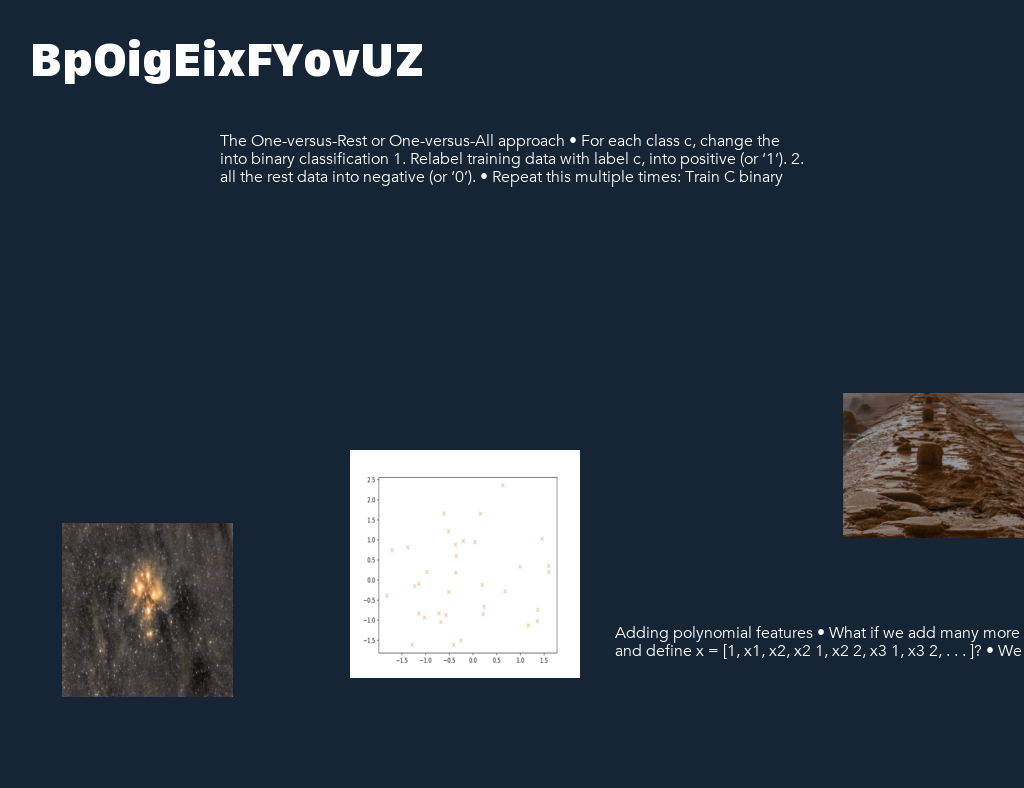 BpOigEixFYovUZ
The One-versus-Rest or One-versus-All approach • For each class c, change the
into binary classification 1. Relabel training data with label c, into positive (or ‘1’). 2.
all the rest data into negative (or ‘0’). • Repeat this multiple times: Train C binary
2.5
2.0
1.5
1.0
0.5
0.0
−0.5
−1.0
−1.5
−1.5 −1.0 −0.5 0.0 0.5 1.0 1.5
Adding polynomial features • What if we add many more
and define x = [1, x1, x2, x2 1, x2 2, x3 1, x3 2, . . . ]? • We